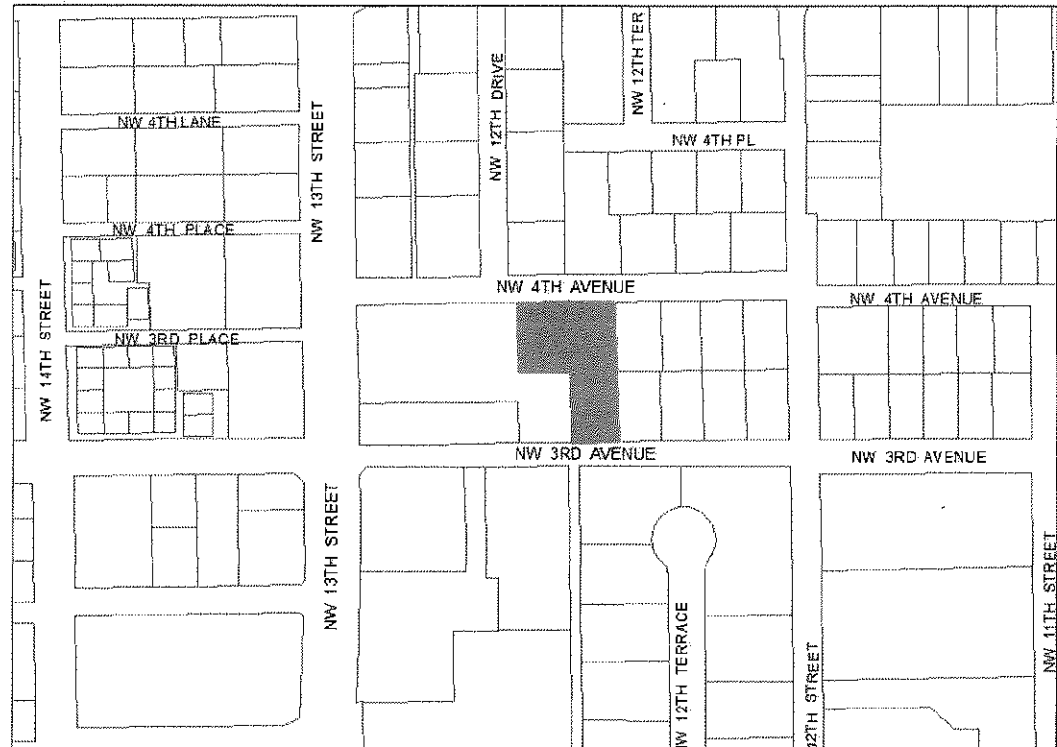 NW 4TH LANE
NW 13TH STREET
NW 12TH DRIVE
NW 12TH TER
NW 4TH PL
NW 4TH PLACE
NW 4TH AVENUE
NW 4TH AVENUE
NW 14TH STREET
NW 3RD PLACE
NW 3RD AVENUE
NW 3RD AVENUE
NW 13TH STREET
NW 12TH TERRACE
12TH STREET
NW 11TH STREET